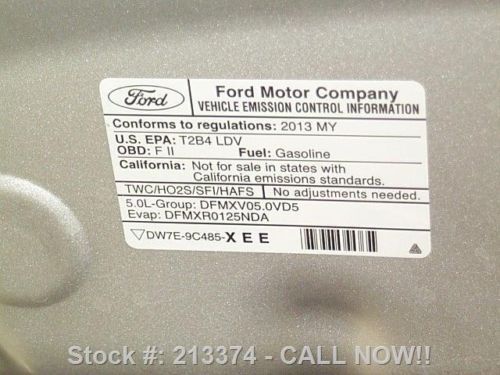 Ford
Ford Motor Company
VEHICLE EMISSION CONTROL INFORMATION
Conforms to regulations: 2013 MY
U.S. EPA: T2B4 LDV
OBD: F II Fuel: Gasoline
California: Not for sale in states with
California emissions standards.
TWC/HO2S/SFI/HAFS No adjustments needed.
5.0L-Group: DFMXV05.0VD5
Evap: DFMXR0125NDA
▽DW7E-9C485-XEE
Stock #: 213374 - CALL NOW!!